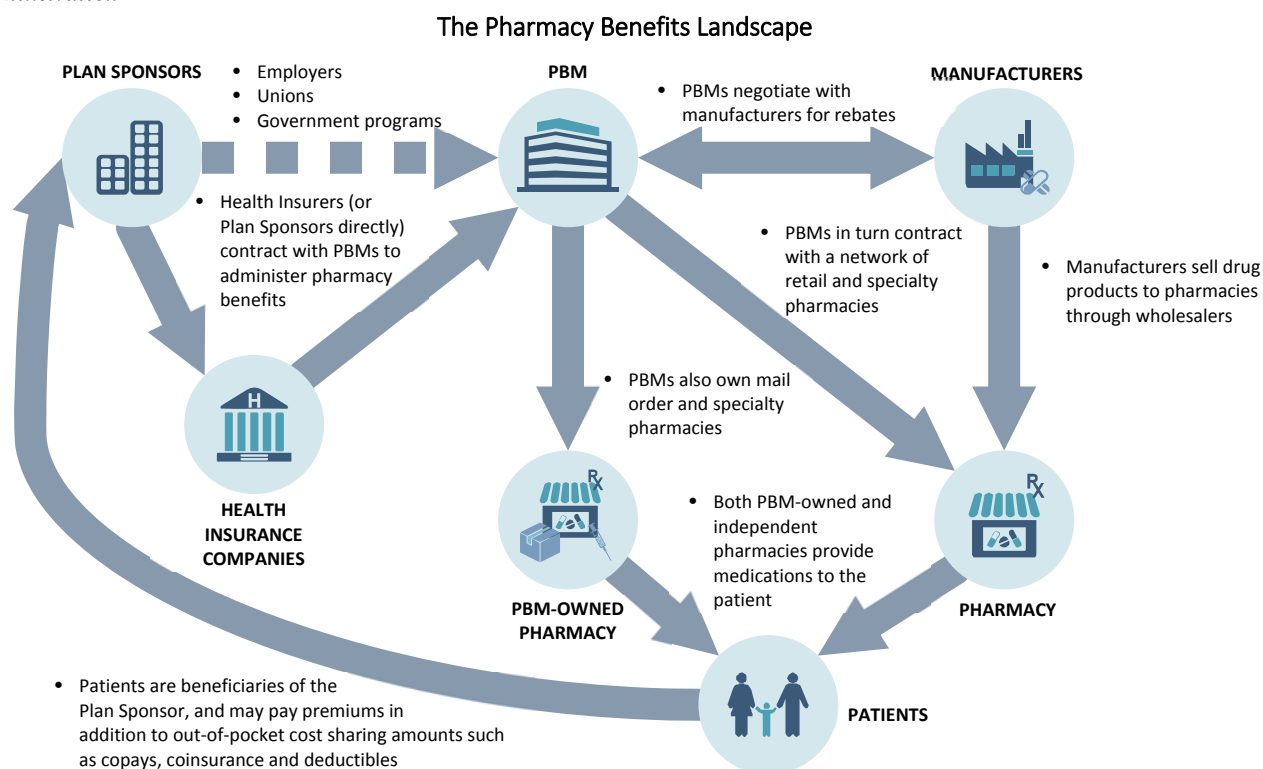 The Pharmacy Benefits Landscape
PLAN SPONSORS
• Employers
• Unions
• Government programs
PBM
• PBMs negotiate with
manufacturers for rebates
MANUFACTURERS
• Health Insurers (or
Plan Sponsors directly)
contract with PBMs to
administer pharmacy
benefits
• PBMs in turn contract
with a network of
retail and specialty
pharmacies
• Manufacturers sell drug
products to pharmacies
through wholesalers
• PBMs also own mail
order and specialty
pharmacies
H
HEALTH
INSURANCE
COMPANIES
Rx
PBM-OWNED
PHARMACY
• Both PBM-owned and
independent
pharmacies provide
medications to the
patient
Rx
PHARMACY
• Patients are beneficiaries of the
Plan Sponsor, and may pay premiums in
addition to out-of-pocket cost sharing amounts such
as copays, coinsurance and deductibles
PATIENTS